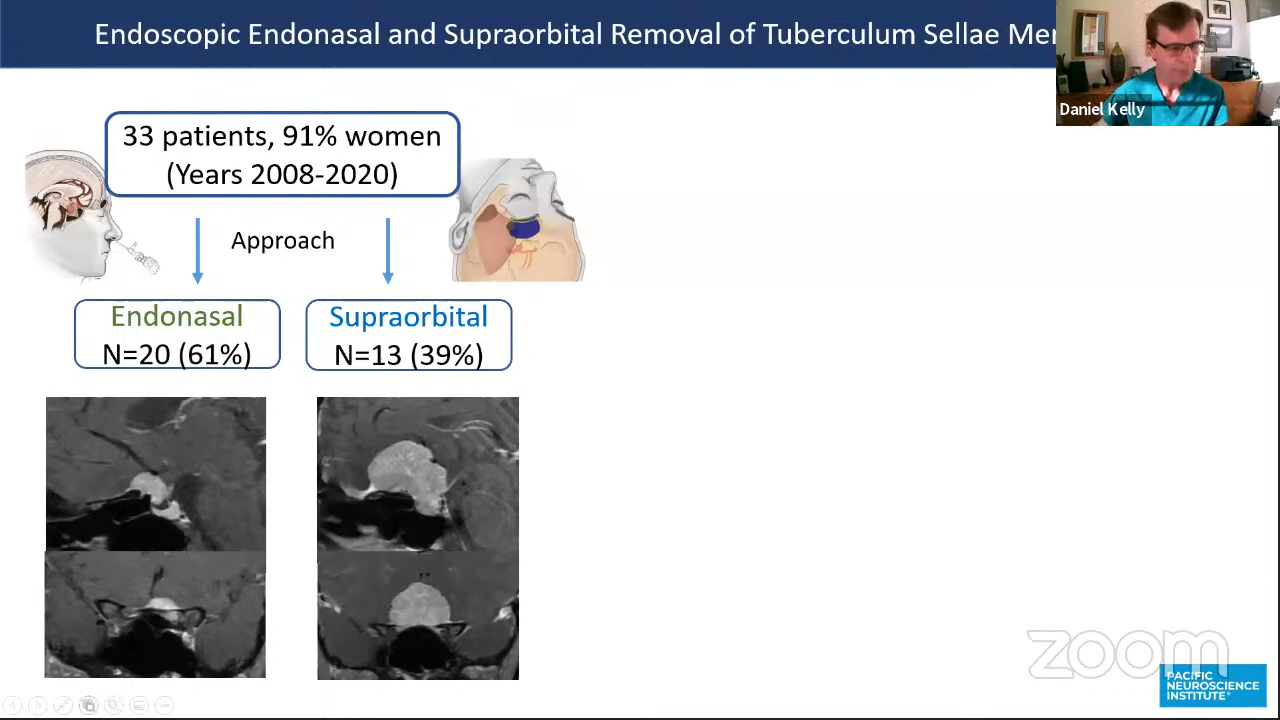 Endoscopic Endonasal and Supraorbital Removal of Tuberculum Sellae
Daniel Kelly
33 patients, 91% women
(Years 2008-2020)
Approach
Endonasal
N=20 (61%)
Supraorbital
N=13 (39%)
zoom
PACIFIC
NEUROSCIENCE
INSTITUTE®